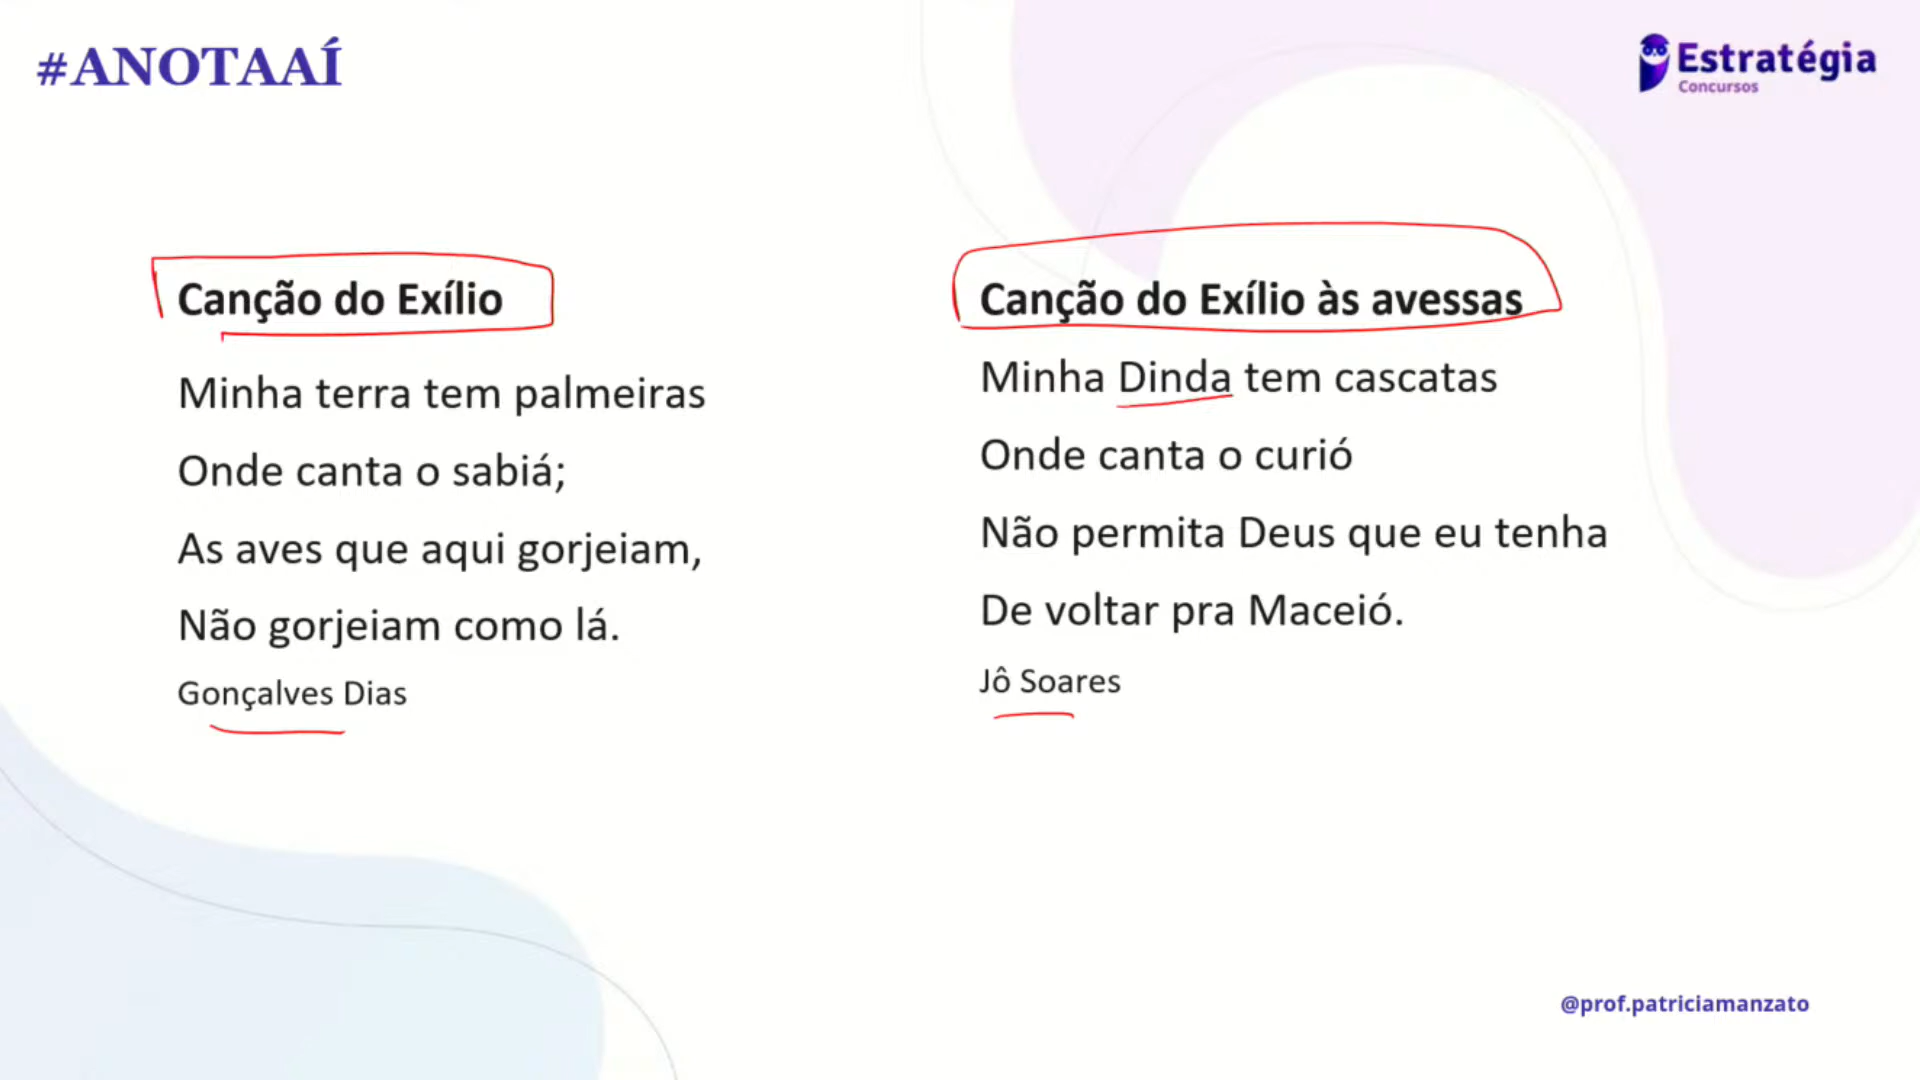 #ANOTAAÍ
Estratégia
Concursos
Canção do Exílio
Minha terra tem palmeiras
Onde canta o sabiá;
As aves que aqui gorjeiam,
Não gorjeiam como lá.
Gonçalves Dias
Canção do Exílio às avessas
Minha Dinda tem cascatas
Onde canta o curió
Não permita Deus que eu tenha
De voltar pra Maceió.
Jô Soares
@prof.patriciamanzato